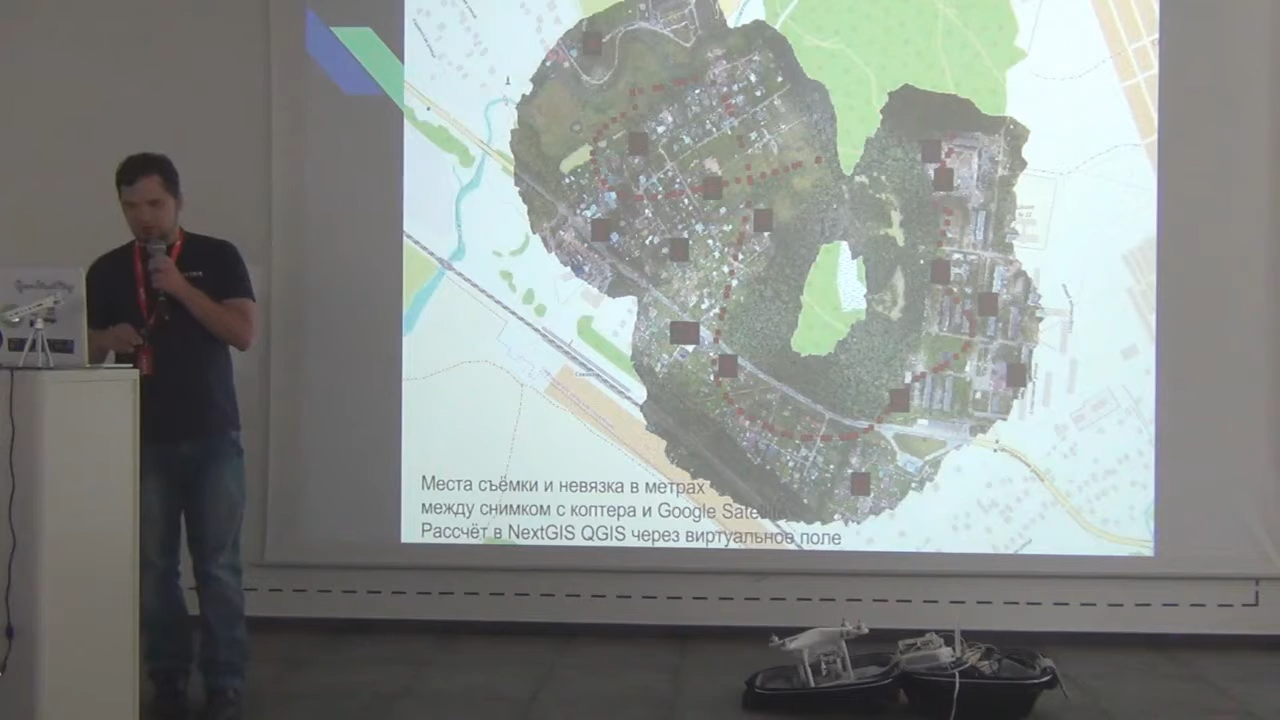 Места съёмки и невязка в метрах
между снимком с коптера и Google
Рассчёт в NextGIS QGIS через виртуальное поле